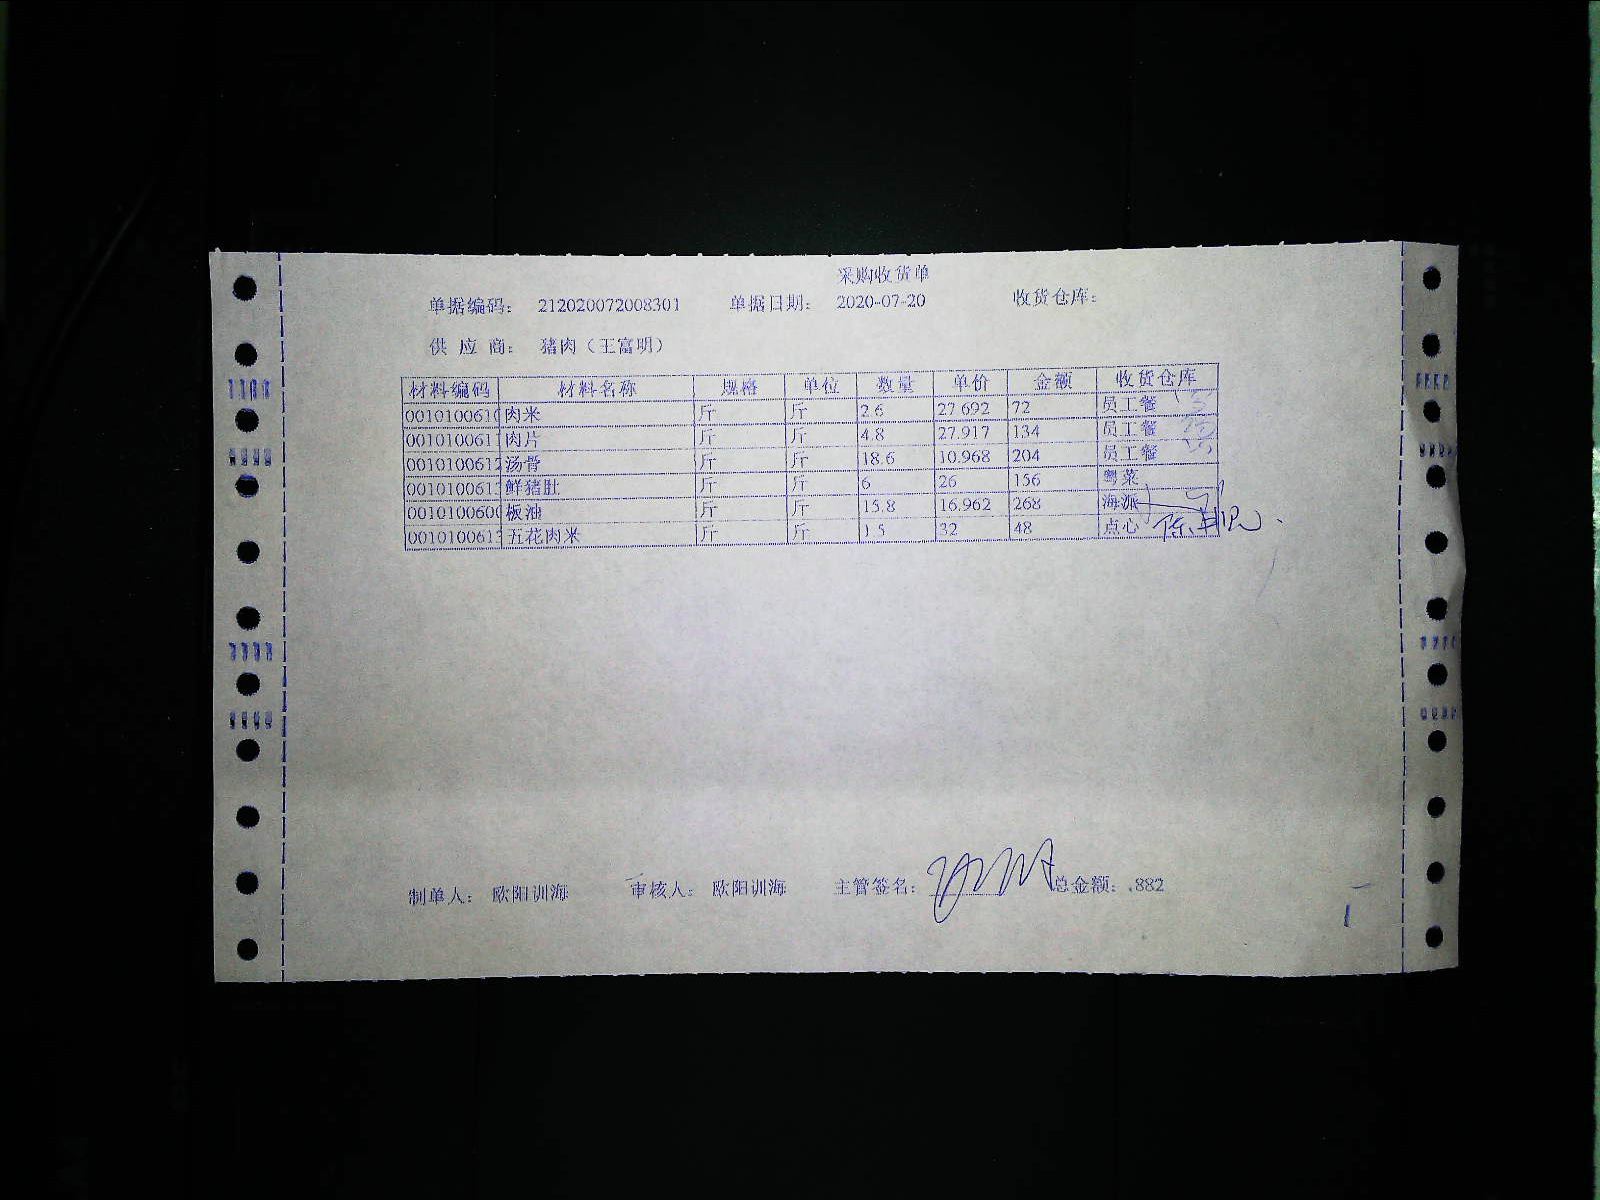 采购收货单
单据编码： 212020072008301 单据日期： 2020-07-20 收货仓库：
供 应 商： 猪肉（王富明）
材料编码 材料名称 规格 单位 数量 单价 金额 收货仓库
0010100610 肉米 斤 斤 2.6 27.692 72 员工餐
0010100611 肉片 斤 斤 4.8 27.917 134 员工餐
0010100612 汤骨 斤 斤 18.6 10.968 204 员工餐
001010061 鲜猪肚 斤 斤 6 26 156 粤菜
0010100600 板油 斤 斤 15.8 16.962 268 海派
001010061 五花肉米 斤 斤 1.5 32 48 点心
制单人： 欧阳训海 审核人： 欧阳训海 主管签名： 总金额： .882